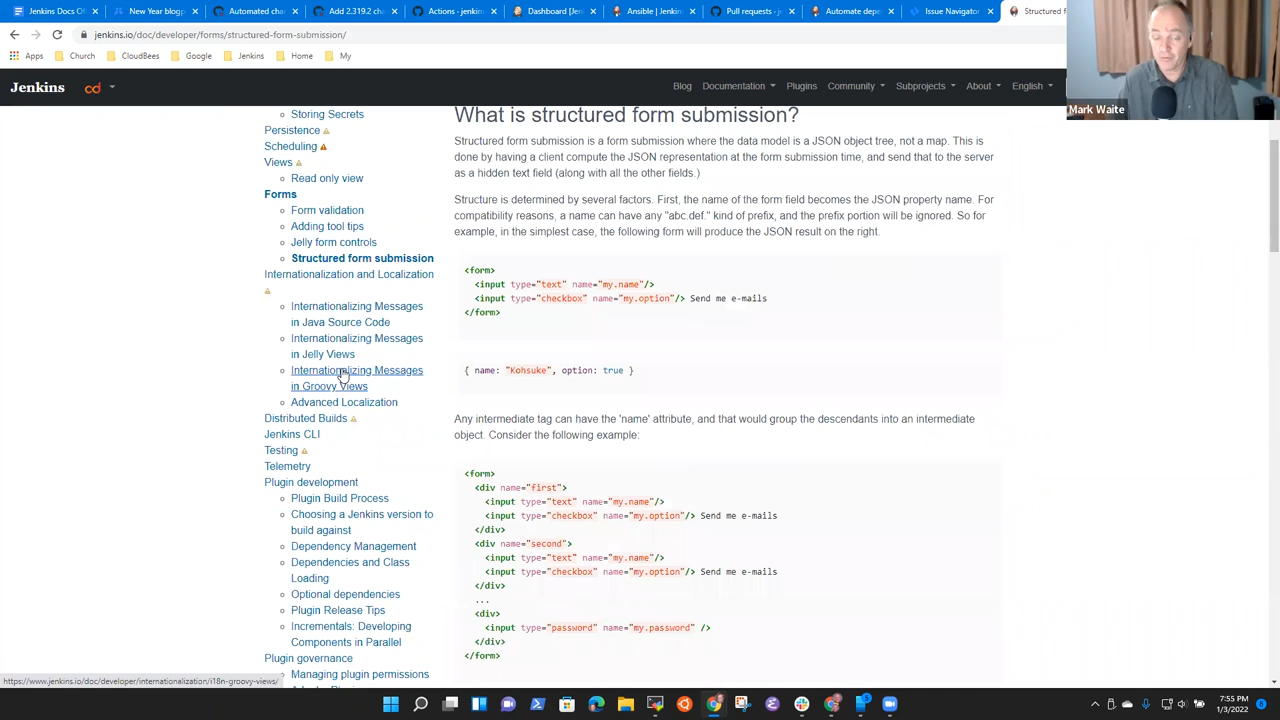 Jenkins Docs Of
New Year blogp
Automated cha
Add 2.319.2 cha
Actions - jenkin
Dashboard [Jen
Ansible | Jenkin
Pull requests · je
Automate depe
Issue Navigator
Structured f
jenkins.io/doc/developer/forms/structured-form-submission/
Apps
Church
CloudBees
Google
Jenkins
Home
My
Mark Waite
Jenkins
cd
Blog
Documentation
Plugins
Community
Subprojects
About
English
Storing Secrets
Persistence
Scheduling
Views
Read only view
Forms
Form validation
Adding tool tips
Jelly form controls
Structured form submission
Internationalization and Localization
Internationalizing Messages
in Java Source Code
Internationalizing Messages
in Jelly Views
Internationalizing Messages
in Groovy Views
Advanced Localization
Distributed Builds
Jenkins CLI
Testing
Telemetry
Plugin development
Plugin Build Process
Choosing a Jenkins version to
build against
Dependency Management
Dependencies and Class
Loading
Optional dependencies
Plugin Release Tips
Incrementals: Developing
Components in Parallel
Plugin governance
Managing plugin permissions
What is structured form submission?
Structured form submission is a form submission where the data model is a JSON object tree, not a map. This is
done by having a client compute the JSON representation at the form submission time, and send that to the server
as a hidden text field (along with all the other fields.)
Structure is determined by several factors. First, the name of the form field becomes the JSON property name. For
compatibility reasons, a name can have any "abc.def." kind of prefix, and the prefix portion will be ignored. So for
example, in the simplest case, the following form will produce the JSON result on the right.
<form>
<input type="text" name="my.name"/>
<input type="checkbox" name="my.option"/> Send me e-mails
</form>
{ name: "Kohsuke", option: true }
Any intermediate tag can have the 'name' attribute, and that would group the descendants into an intermediate
object. Consider the following example:
<form>
<div name="first">
<input type="text" name="my.name"/>
<input type="checkbox" name="my.option"/> Send me e-mails
</div>
<div name="second">
<input type="text" name="my.name"/>
<input type="checkbox" name="my.option"/> Send me e-mails
</div>
...
<div>
<input type="password" name="my.password" />
</div>
</form>
https://www.jenkins.io/doc/developer/internationalization/i18n-groovy-views/
7:55 PM
1/3/2022